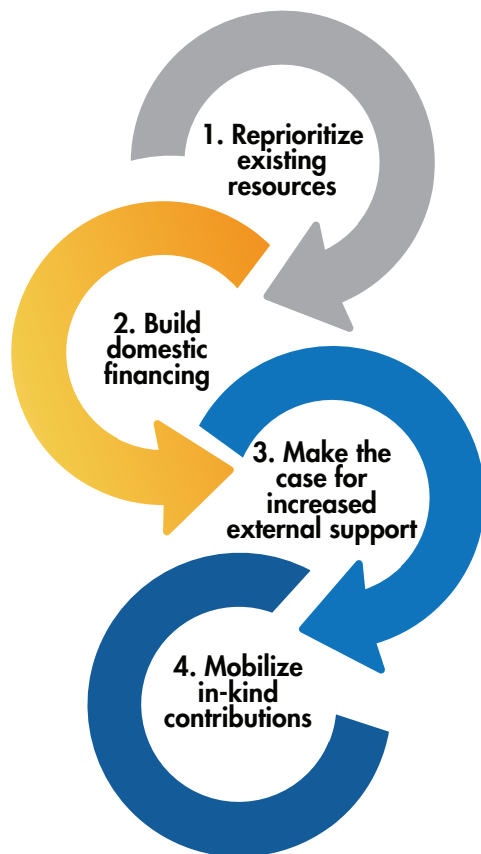 1. Reprioritize
existing
resources
2. Build
domestic
financing
3. Make the
case for
increased
external support
4. Mobilize
in-kind
contributions